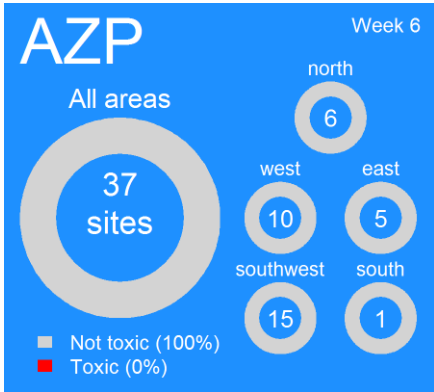 AZP
Week 6
All areas
37
sites
north
6
west
10
east
5
southwest
15
south
1
Not toxic (100%)
Toxic (0%)